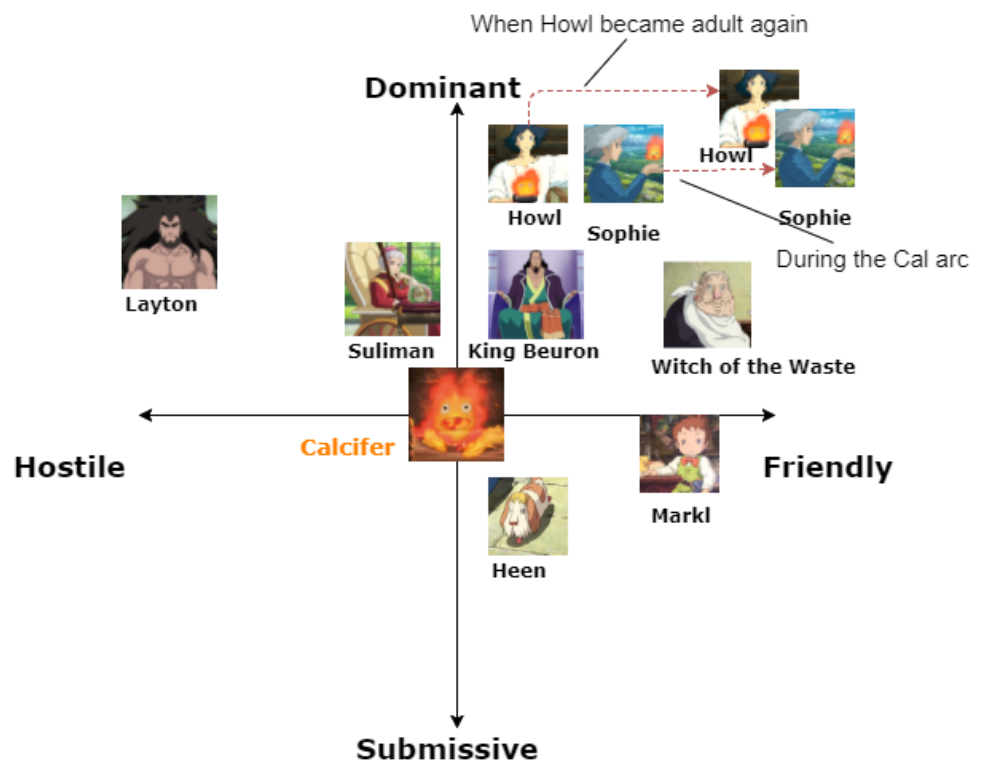 When Howl became adult again
Dominant
Howl
Howl
Sophie
Sophie
During the Cal arc
Layton
Suliman
King Beuron
Witch of the Waste
Calcifer
Hostile
Friendly
Markl
Heen
Submissive